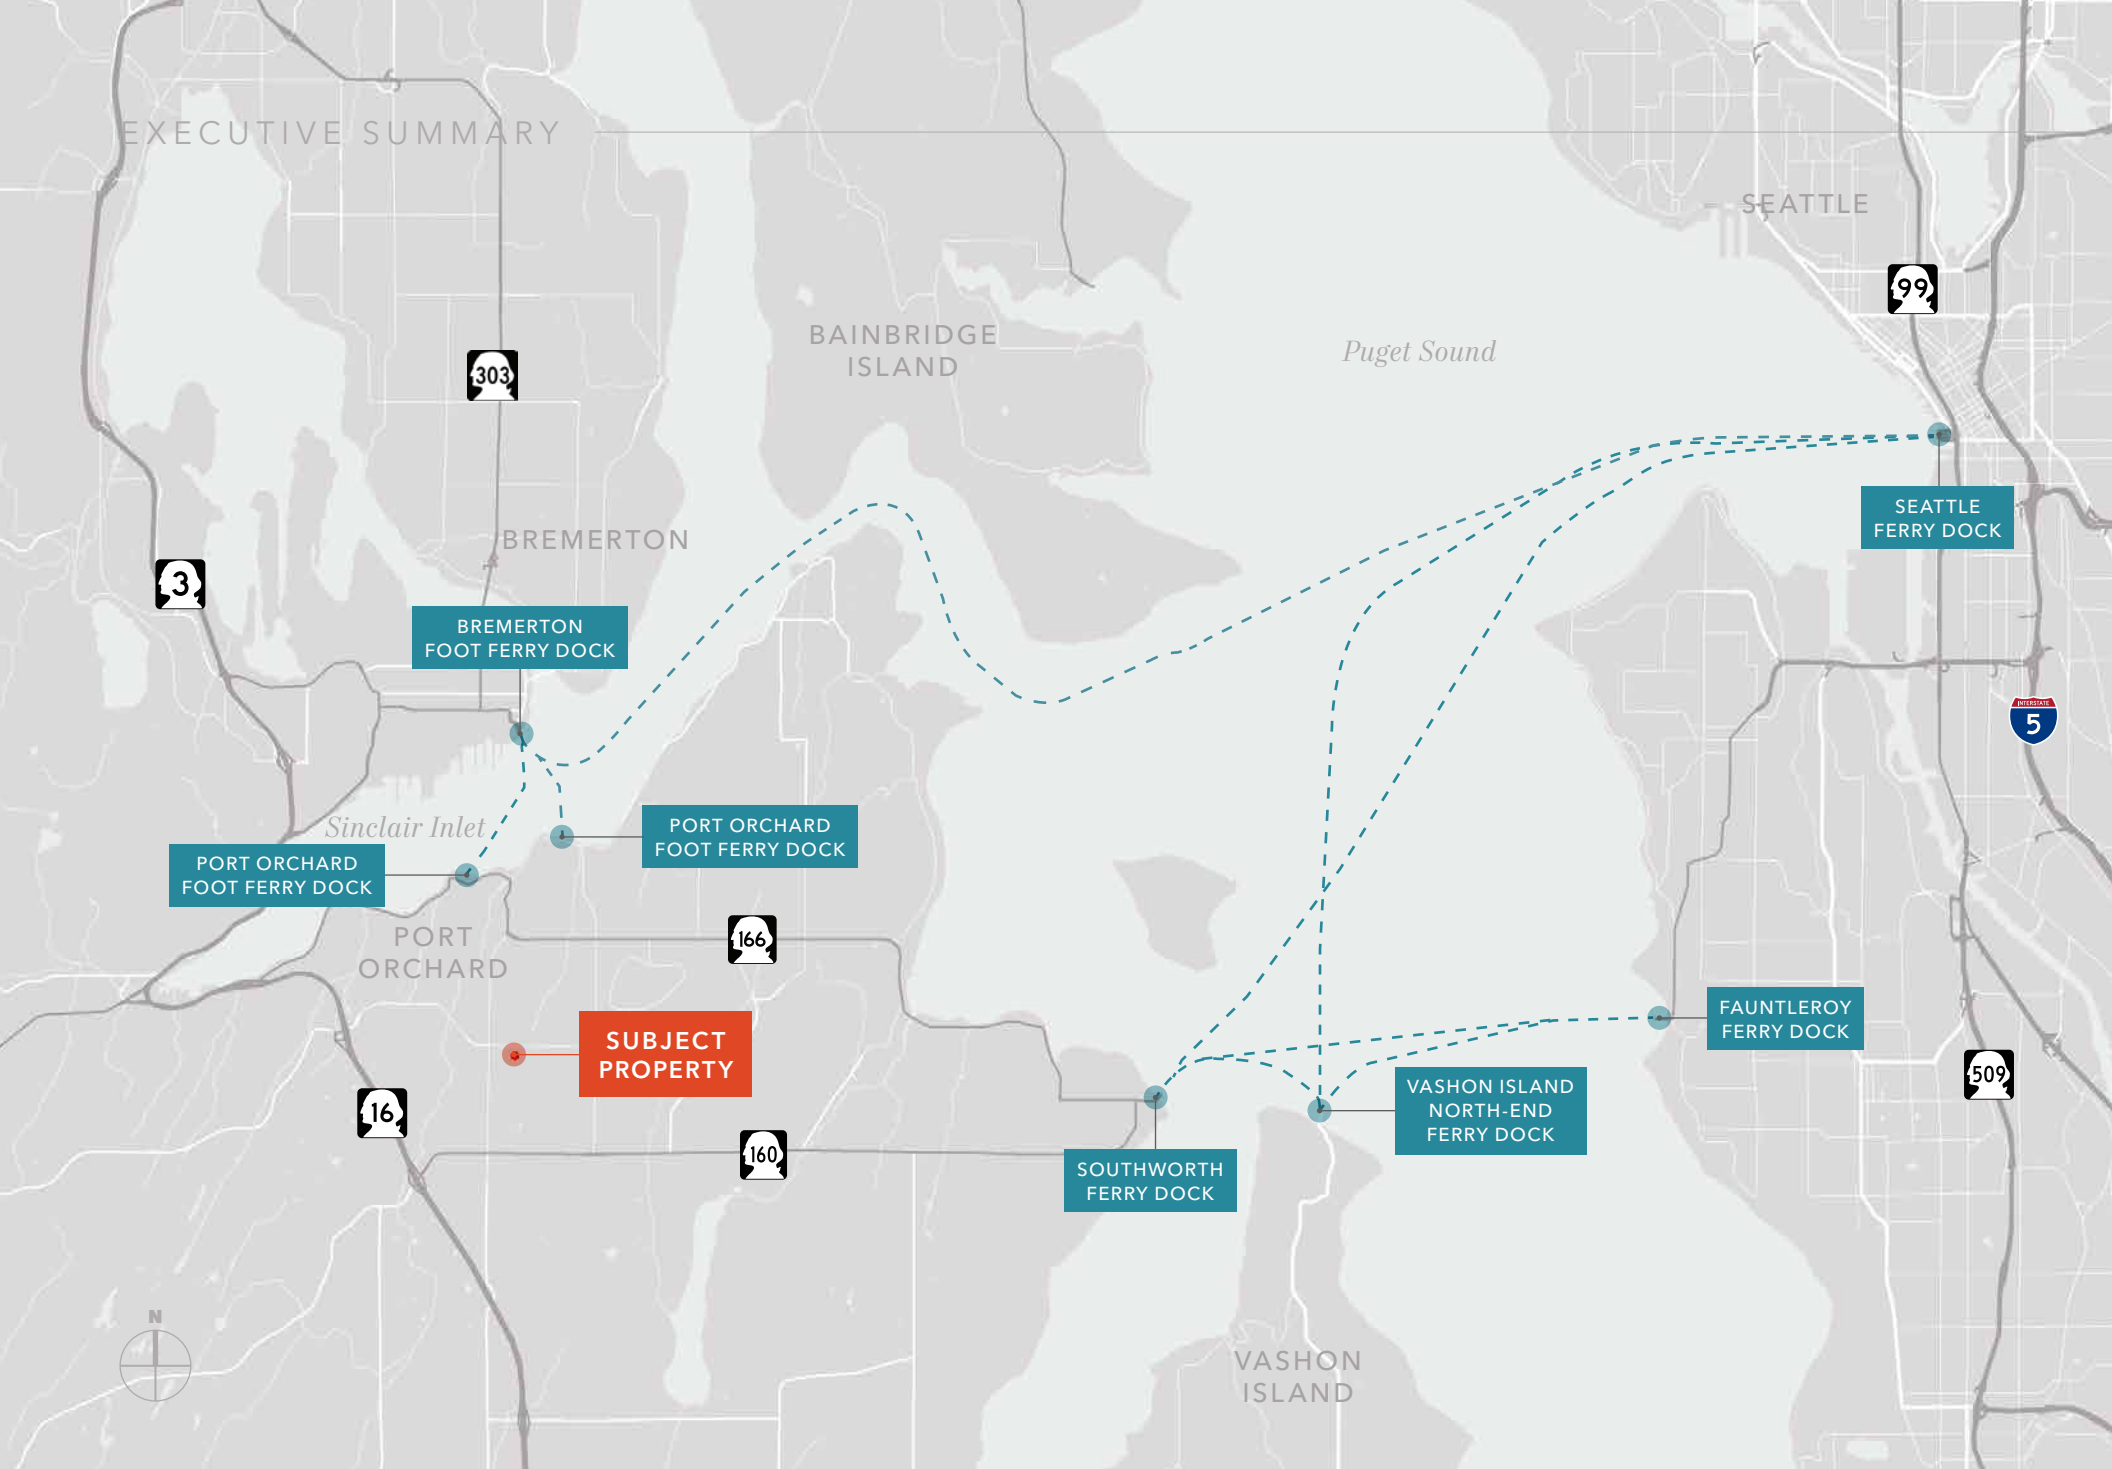 EXECUTIVE SUMMARY
SEATTLE
99
BAINBRIDGE
ISLAND
Puget Sound
303
SEATTLE
FERRY DOCK
BREMERTON
3
BREMERTON
FOOT FERRY DOCK
INTERSTATE
5
Sinclair Inlet
PORT ORCHARD
FOOT FERRY DOCK
PORT ORCHARD
FOOT FERRY DOCK
PORT
ORCHARD
166
SUBJECT
PROPERTY
FAUNTLEROY
FERRY DOCK
16
509
VASHON ISLAND
NORTH-END
FERRY DOCK
160
SOUTHWORTH
FERRY DOCK
N
VASHON
ISLAND